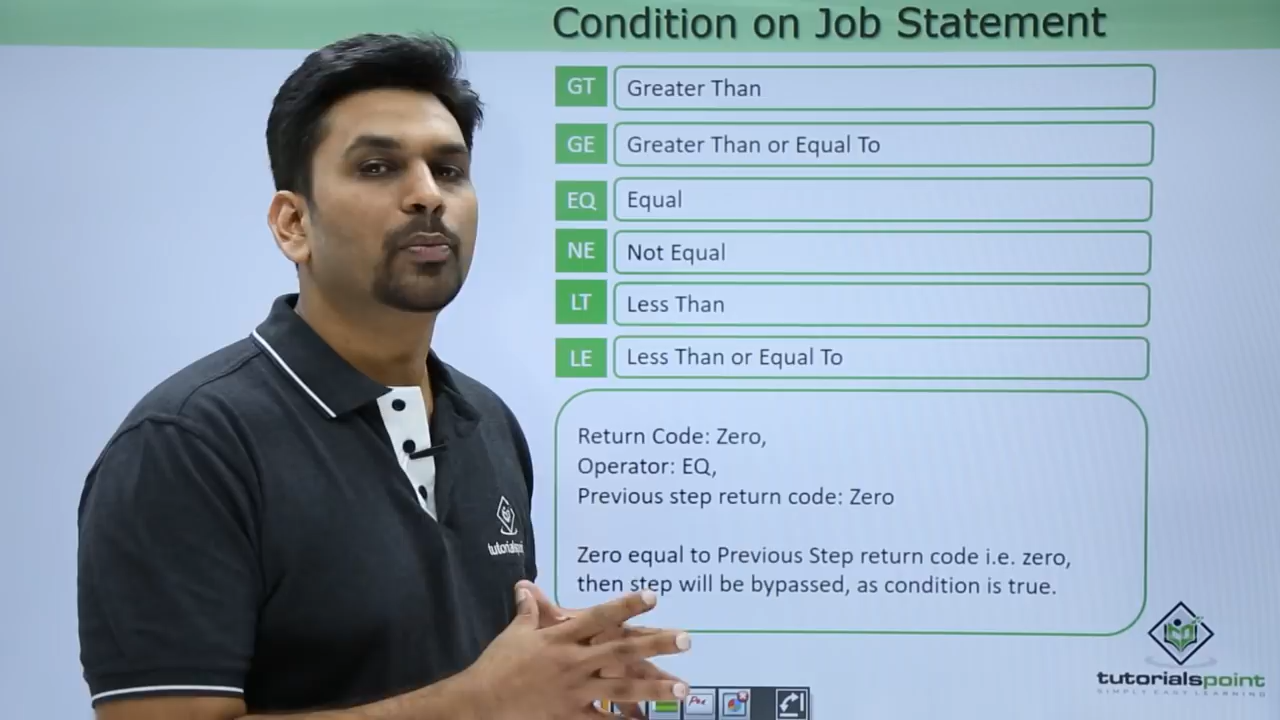 Condition on Job Statement
GT Greater Than
GE Greater Than or Equal To
EQ Equal
NE Not Equal
LT Less Than
LE Less Than or Equal To
Return Code: Zero,
Operator: EQ,
Previous step return code: Zero
Zero equal to Previous Step return code i.e. zero,
then step will be bypassed, as condition is true.
tutorialspoint
SIMPLY EASY LEARNING